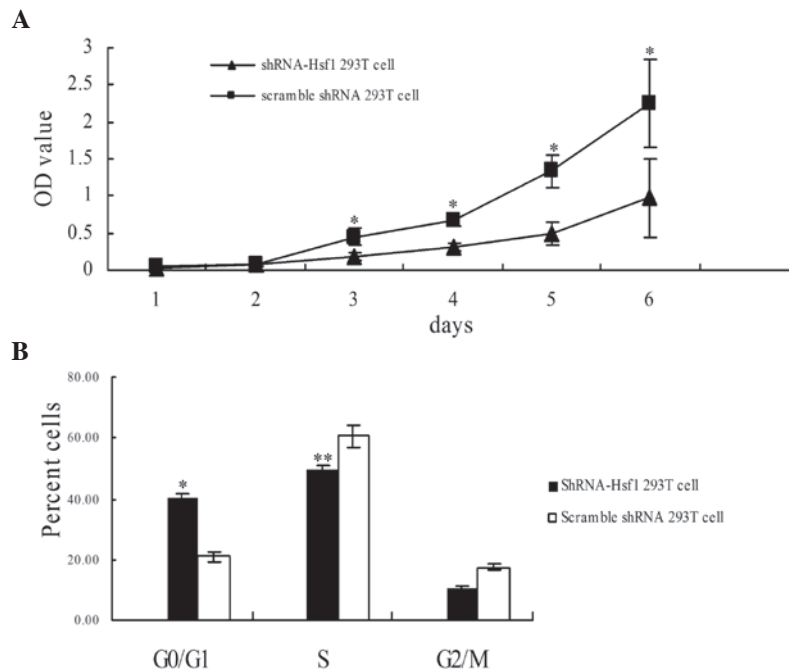 A
3
2.5
2
1.5
1
0.5
0
OD value
shRNA-Hsf1 293T cell
scramble shRNA 293T cell
*
*
*
*
1 2 3 4 5 6
days
B
80.00
60.00
40.00
20.00
0.00
Percent cells
*
**
ShRNA-Hsf1 293T cell
Scramble shRNA 293T cell
G0/G1 S G2/M